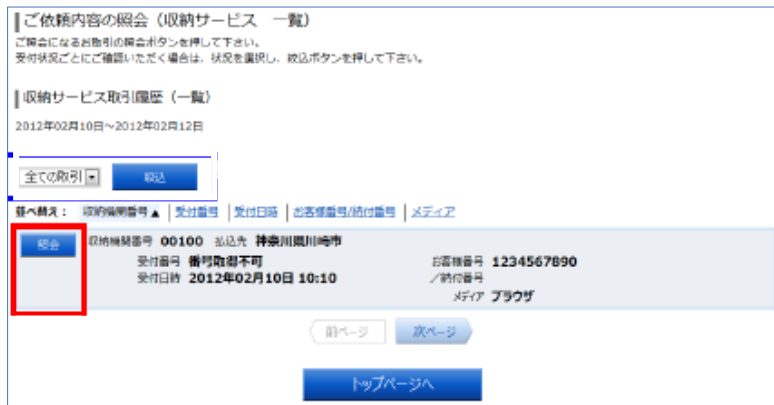 ご依頼内容の照会（収納サービス　一覧）
ご照会になるお取引の照会ボタンを押して下さい。
受付状況ごとにご確認いただく場合は、状況を選択し、絞込ボタンを押して下さい。
収納サービス取引履歴（一覧）
2012年02月10日～2012年02月12日
全ての取引 絞込
並べ替え： 収納機関番号▲ | 受付番号 | 受付日時 | お客様番号/納付番号 | メディア
照会 収納機関番号 00100 払込先 神奈川県川崎市
受付番号 番号取得不可 お客様番号 1234567890
受付日時 2012年02月10日 10:10 ／納付番号
メディア ブラウザ
前ページ 次ページ
トップページへ